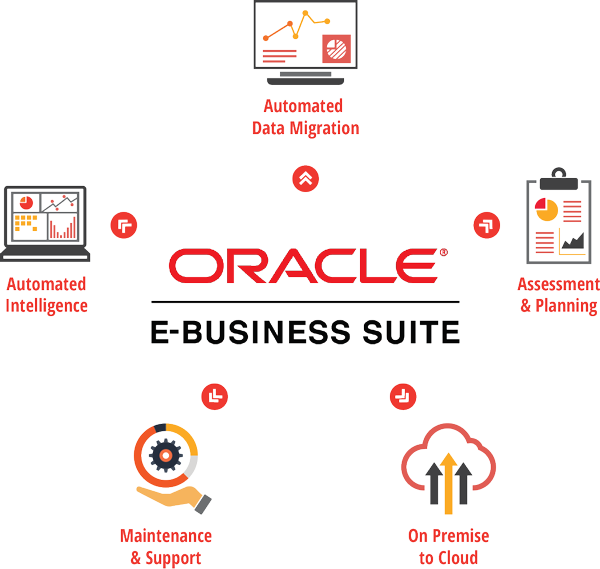 Automated
Data Migration
Automated
Intelligence
Assessment
& Planning
ORACLE®
E-BUSINESS SUITE
Maintenance
& Support
On Premise
to Cloud